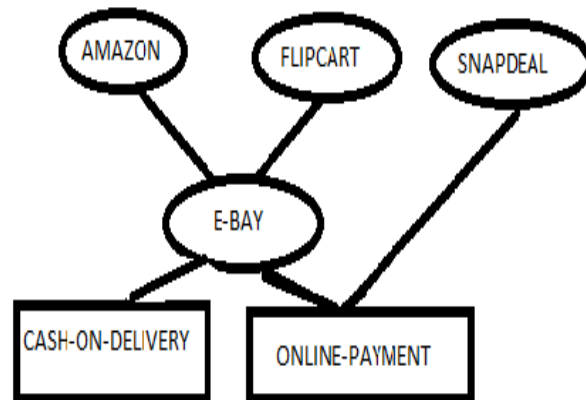 AMAZON
FLIPCART
SNAPDEAL
E-BAY
CASH-ON-DELIVERY
ONLINE-PAYMENT